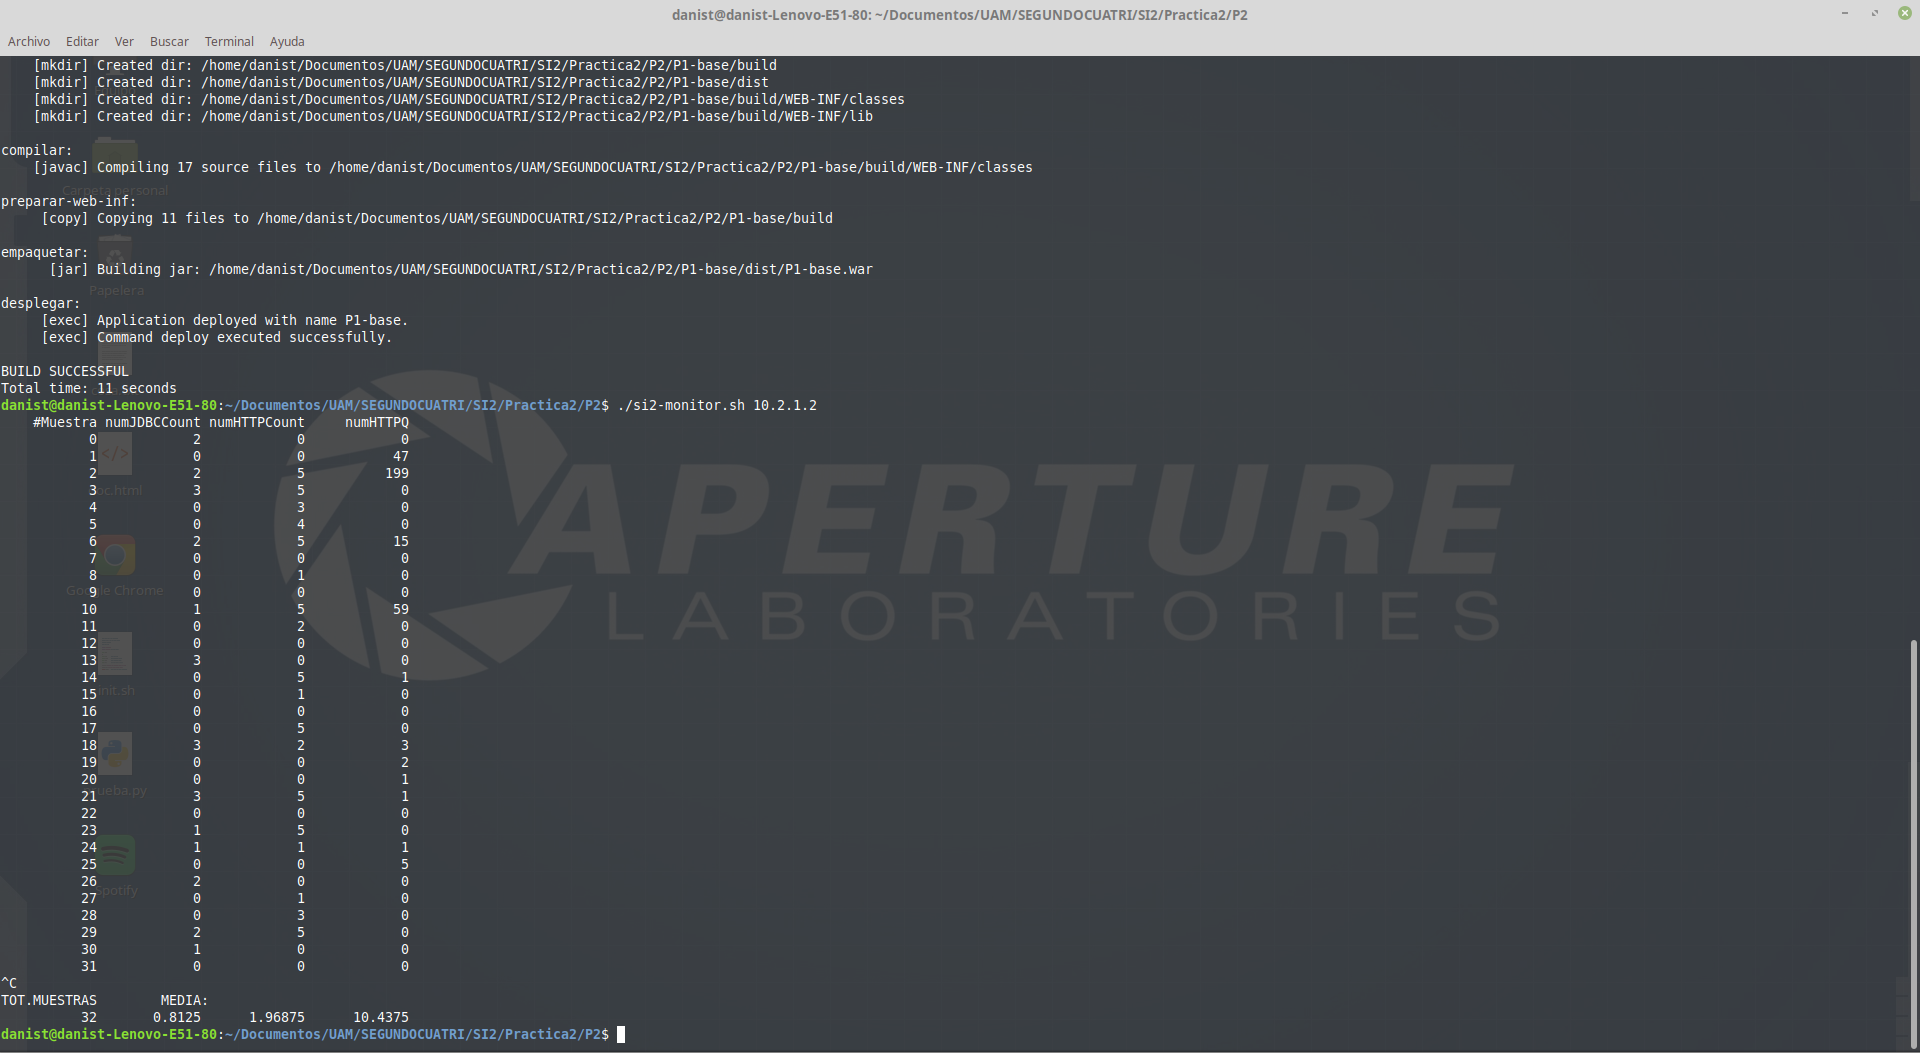 danist@danist-Lenovo-E51-80: ~/Documentos/UAM/SEGUNDOCUATRI/SI2/Practica2/P2
Archivo Editar Ver Buscar Terminal Ayuda
[mkdir] Created dir: /home/danist/Documentos/UAM/SEGUNDOCUATRI/SI2/Practica2/P2/P1-base/build
[mkdir] Created dir: /home/danist/Documentos/UAM/SEGUNDOCUATRI/SI2/Practica2/P2/P1-base/dist
[mkdir] Created dir: /home/danist/Documentos/UAM/SEGUNDOCUATRI/SI2/Practica2/P2/P1-base/build/WEB-INF/classes
[mkdir] Created dir: /home/danist/Documentos/UAM/SEGUNDOCUATRI/SI2/Practica2/P2/P1-base/build/WEB-INF/lib
compilar:
[javac] Compiling 17 source files to /home/danist/Documentos/UAM/SEGUNDOCUATRI/SI2/Practica2/P2/P1-base/build/WEB-INF/classes
Carpeta personal
preparar-web-inf:
[copy] Copying 11 files to /home/danist/Documentos/UAM/SEGUNDOCUATRI/SI2/Practica2/P2/P1-base/build
empaquetar:
[jar] Building jar: /home/danist/Documentos/UAM/SEGUNDOCUATRI/SI2/Practica2/P2/P1-base/dist/P1-base.war
Papelera
desplegar:
[exec] Application deployed with name P1-base.
[exec] Command deploy executed successfully.
BUILD SUCCESSFUL
Total time: 11 seconds
danist@danist-Lenovo-E51-80:~/Documentos/UAM/SEGUNDOCUATRI/SI2/Practica2/P2$ ./si2-monitor.sh 10.2.1.2
#Muestra numJDBCCount numHTTPCount numHTTPQ
0 2 0 0
1 0 0 47
2 2 5 199
3 3 5 0
4 0 3 0
5 0 4 0
6 2 5 15
7 0 0 0
8 0 1 0
Google Chrome
9 0 0 0
10 1 5 59
11 0 2 0
12 0 0 0
13 3 0 0
14 0 5 1
init.sh
15 0 1 0
16 0 0 0
17 0 5 0
18 3 2 3
19 0 0 2
20 0 0 1
21 3 5 1
22 0 0 0
23 1 5 0
24 1 1 1
25 0 0 5
26 2 0 0
Spotify
27 0 1 0
28 0 3 0
29 2 5 0
30 1 0 0
31 0 0 0
^C
TOT.MUESTRAS MEDIA:
32 0.8125 1.96875 10.4375
danist@danist-Lenovo-E51-80:~/Documentos/UAM/SEGUNDOCUATRI/SI2/Practica2/P2$
APERTURE
LABORATORIES